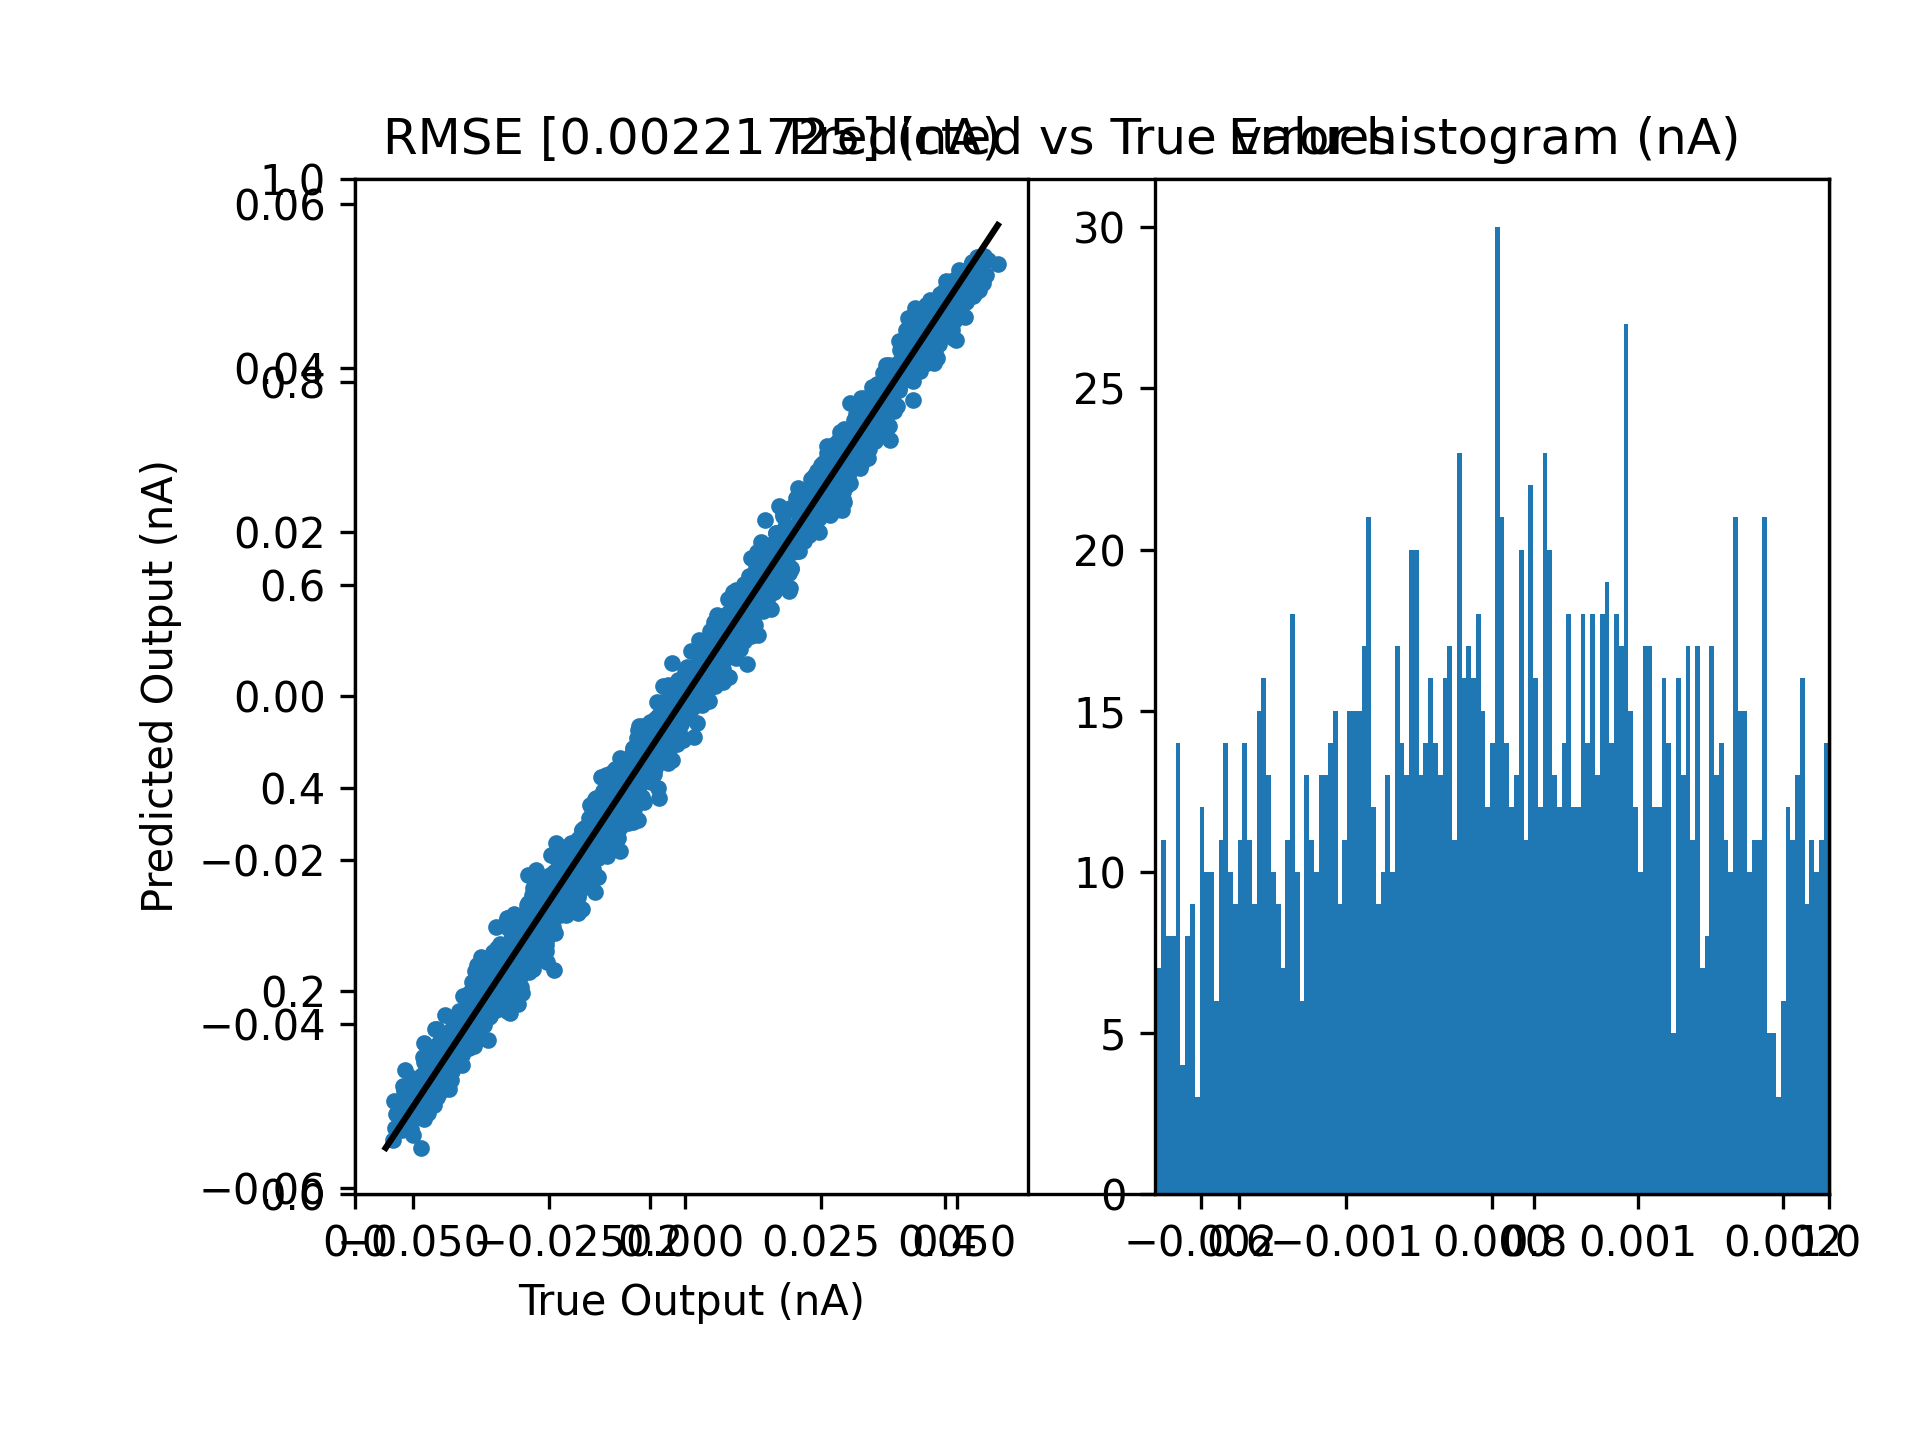 RMSE [0.00221725] (nA)
Predicted vs True values
Error histogram (nA)
1.0
0.8
0.6
0.4
0.2
0.0
0.06
0.04
0.02
0.00
−0.02
−0.04
−0.06
Predicted Output (nA)
30
25
20
15
10
5
0
0.0 0.2 0.4 0.6 0.8 1.0
−0.050 −0.025 0.000 0.025 0.050
−0.002 −0.001 0.000 0.001 0.002
True Output (nA)